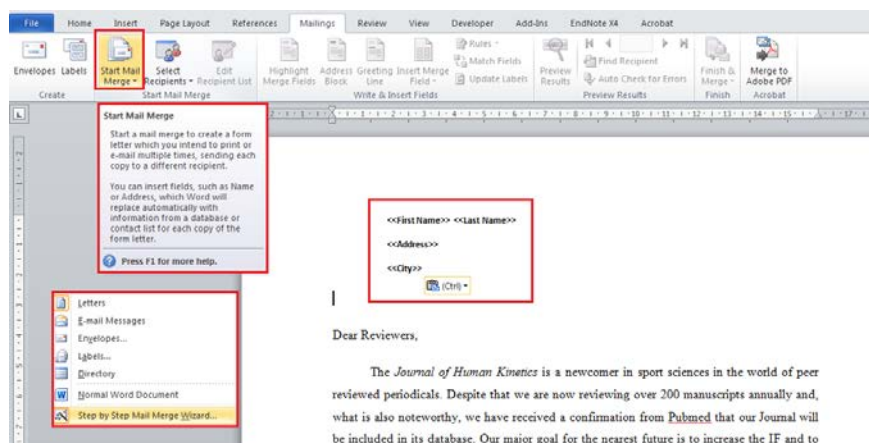 File Home Insert Page Layout References Mailings Review View Developer Add-Ins EndNote X4 Acrobat
Envelopes Labels
Create
Start Mail Merge
Select Recipients
Edit Recipient List
Start Mail Merge
Highlight Merge Fields
Address Block
Greeting Line
Insert Merge Field
Rules
Match Fields
Update Labels
Write & Insert Fields
Preview Results
Find Recipient
Auto Check for Errors
Preview Results
Finish & Merge
Finish
Merge to Adobe PDF
Acrobat
L
Start Mail Merge
Start a mail merge to create a form
letter which you intend to print or
e-mail multiple times, sending each
copy to a different recipient.
You can insert fields, such as Name
or Address, which Word will
replace automatically with
information from a database or
contact list for each copy of the
form letter.
Press F1 for more help.
Letters
E-mail Messages
Envelopes...
Labels...
Directory
Normal Word Document
Step by Step Mail Merge Wizard...
<<First Name>> <<Last Name>>
<<Address>>
<<City>>
(Ctrl)
Dear Reviewers,
The Journal of Human Kinetics is a newcomer in sport sciences in the world of peer
reviewed periodicals. Despite that we are now reviewing over 200 manuscripts annually and,
what is also noteworthy, we have received a confirmation from Pubmed that our Journal will
be included in its database. Our major goal for the nearest future is to increase the IF and to